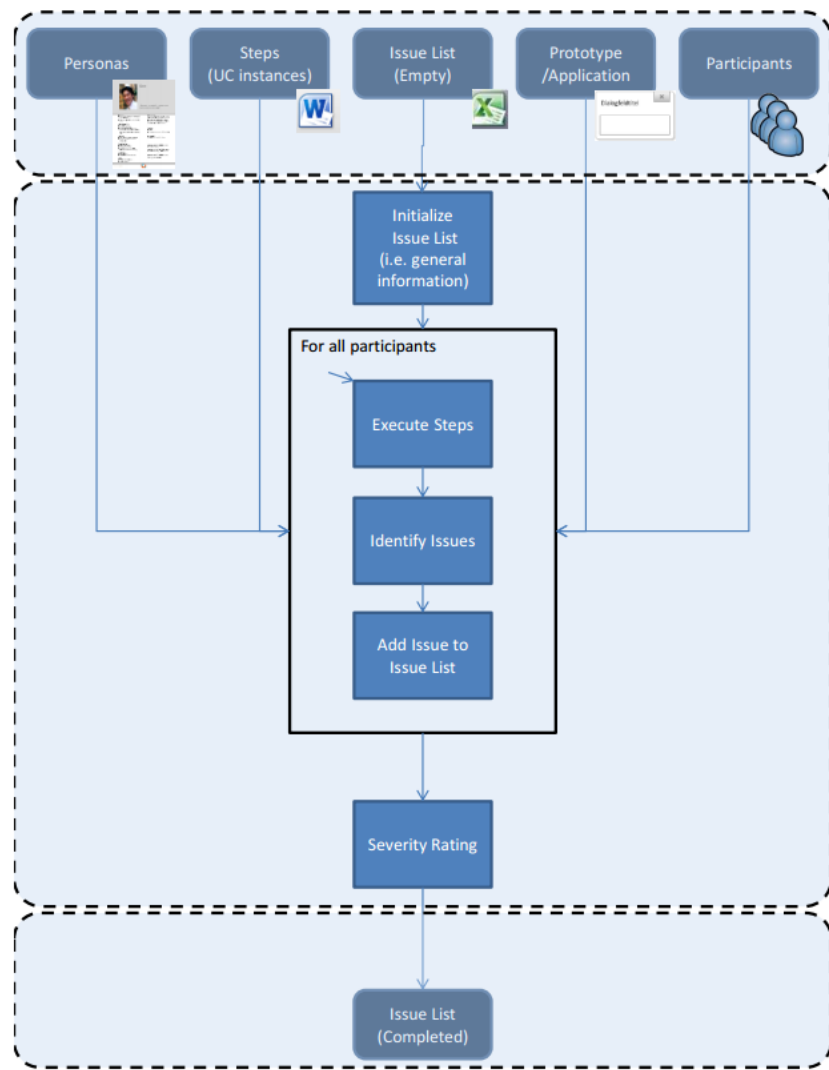 Personas
Steps
(UC instances)
Issue List
(Empty)
Prototype
/Application
Participants
Initialize
Issue List
(i.e. general
information)
For all participants
Execute Steps
Identify Issues
Add Issue to
Issue List
Severity Rating
Issue List
(Completed)